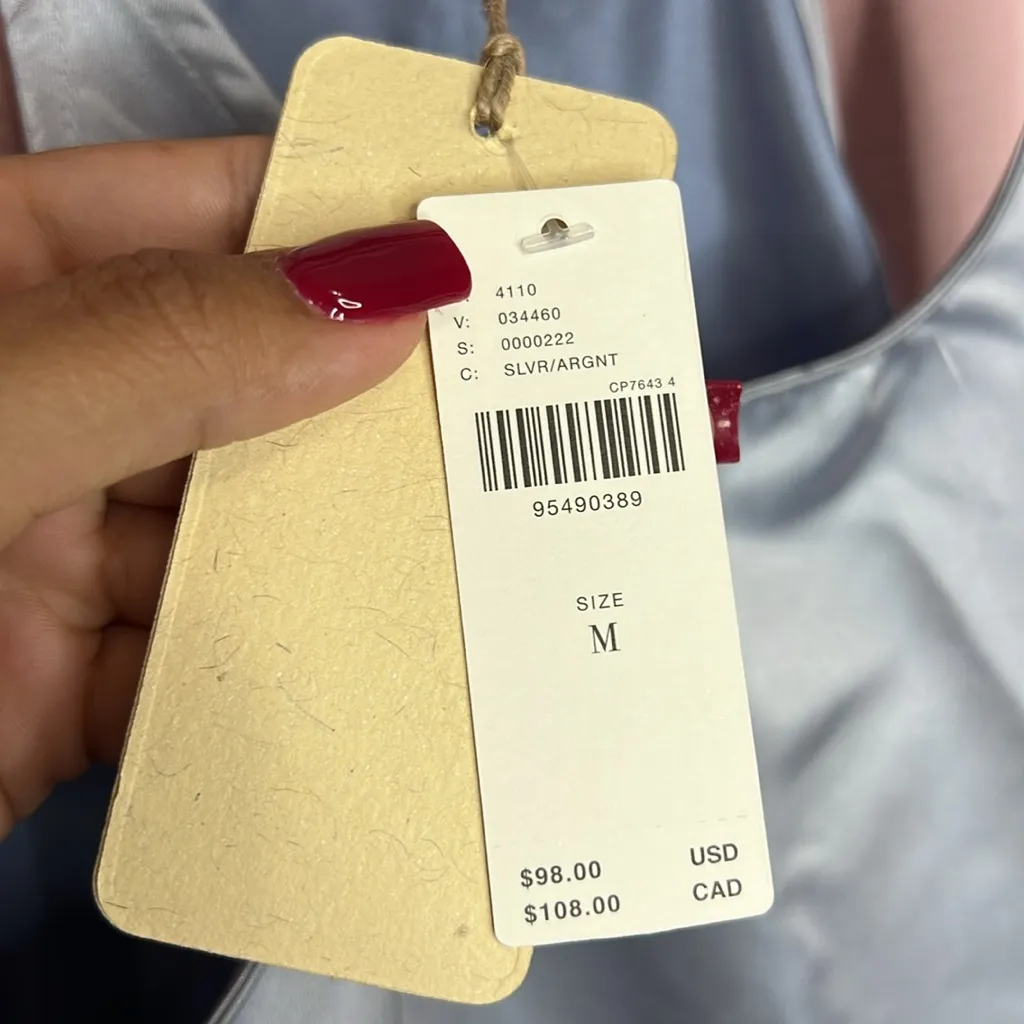 4110
V: 034460
S: 0000222
C: SLVR/ARGNT
CP7643 4
95490389
SIZE
M
$98.00 USD
$108.00 CAD